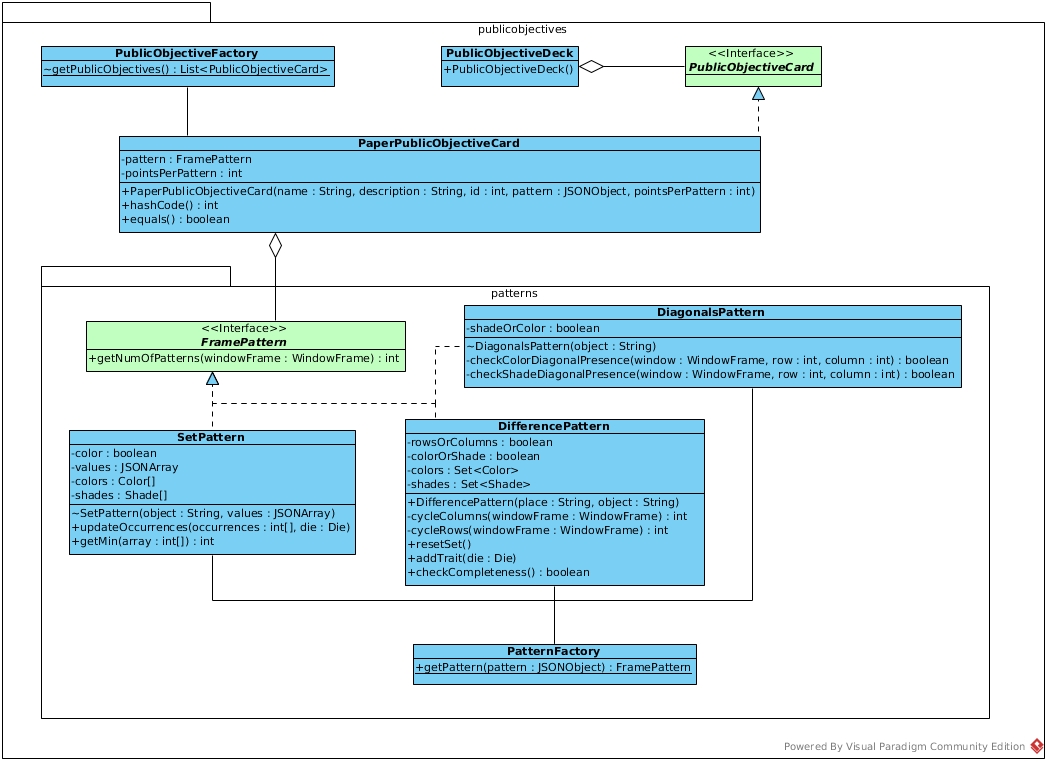 publicobjectives
PublicObjectiveFactory
~getPublicObjectives() : List<PublicObjectiveCard>
PublicObjectiveDeck
+PublicObjectiveDeck()
<<Interface>>
PublicObjectiveCard
PaperPublicObjectiveCard
-pattern : FramePattern
-pointsPerPattern : int
+PaperPublicObjectiveCard(name : String, description : String, id : int, pattern : JSONObject, pointsPerPattern : int)
+hashCode() : int
+equals() : boolean
patterns
<<Interface>>
FramePattern
+getNumOfPatterns(windowFrame : WindowFrame) : int
DiagonalsPattern
-shadeOrColor : boolean
~DiagonalsPattern(object : String)
-checkColorDiagonalPresence(window : WindowFrame, row : int, column : int) : boolean
-checkShadeDiagonalPresence(window : WindowFrame, row : int, column : int) : boolean
SetPattern
-color : boolean
-values : JSONArray
-colors : Color[]
-shades : Shade[]
~SetPattern(object : String, values : JSONArray)
+updateOccurrences(occurrences : int[], die : Die)
+getMin(array : int[]) : int
DifferencePattern
-rowsOrColumns : boolean
-colorOrShade : boolean
-colors : Set<Color>
-shades : Set<Shade>
+DifferencePattern(place : String, object : String)
-cycleColumns(windowFrame : WindowFrame) : int
-cycleRows(windowFrame : WindowFrame) : int
+resetSet()
+addTrait(die : Die)
+checkCompleteness() : boolean
PatternFactory
+getPattern(pattern : JSONObject) : FramePattern
Powered By Visual Paradigm Community Edition